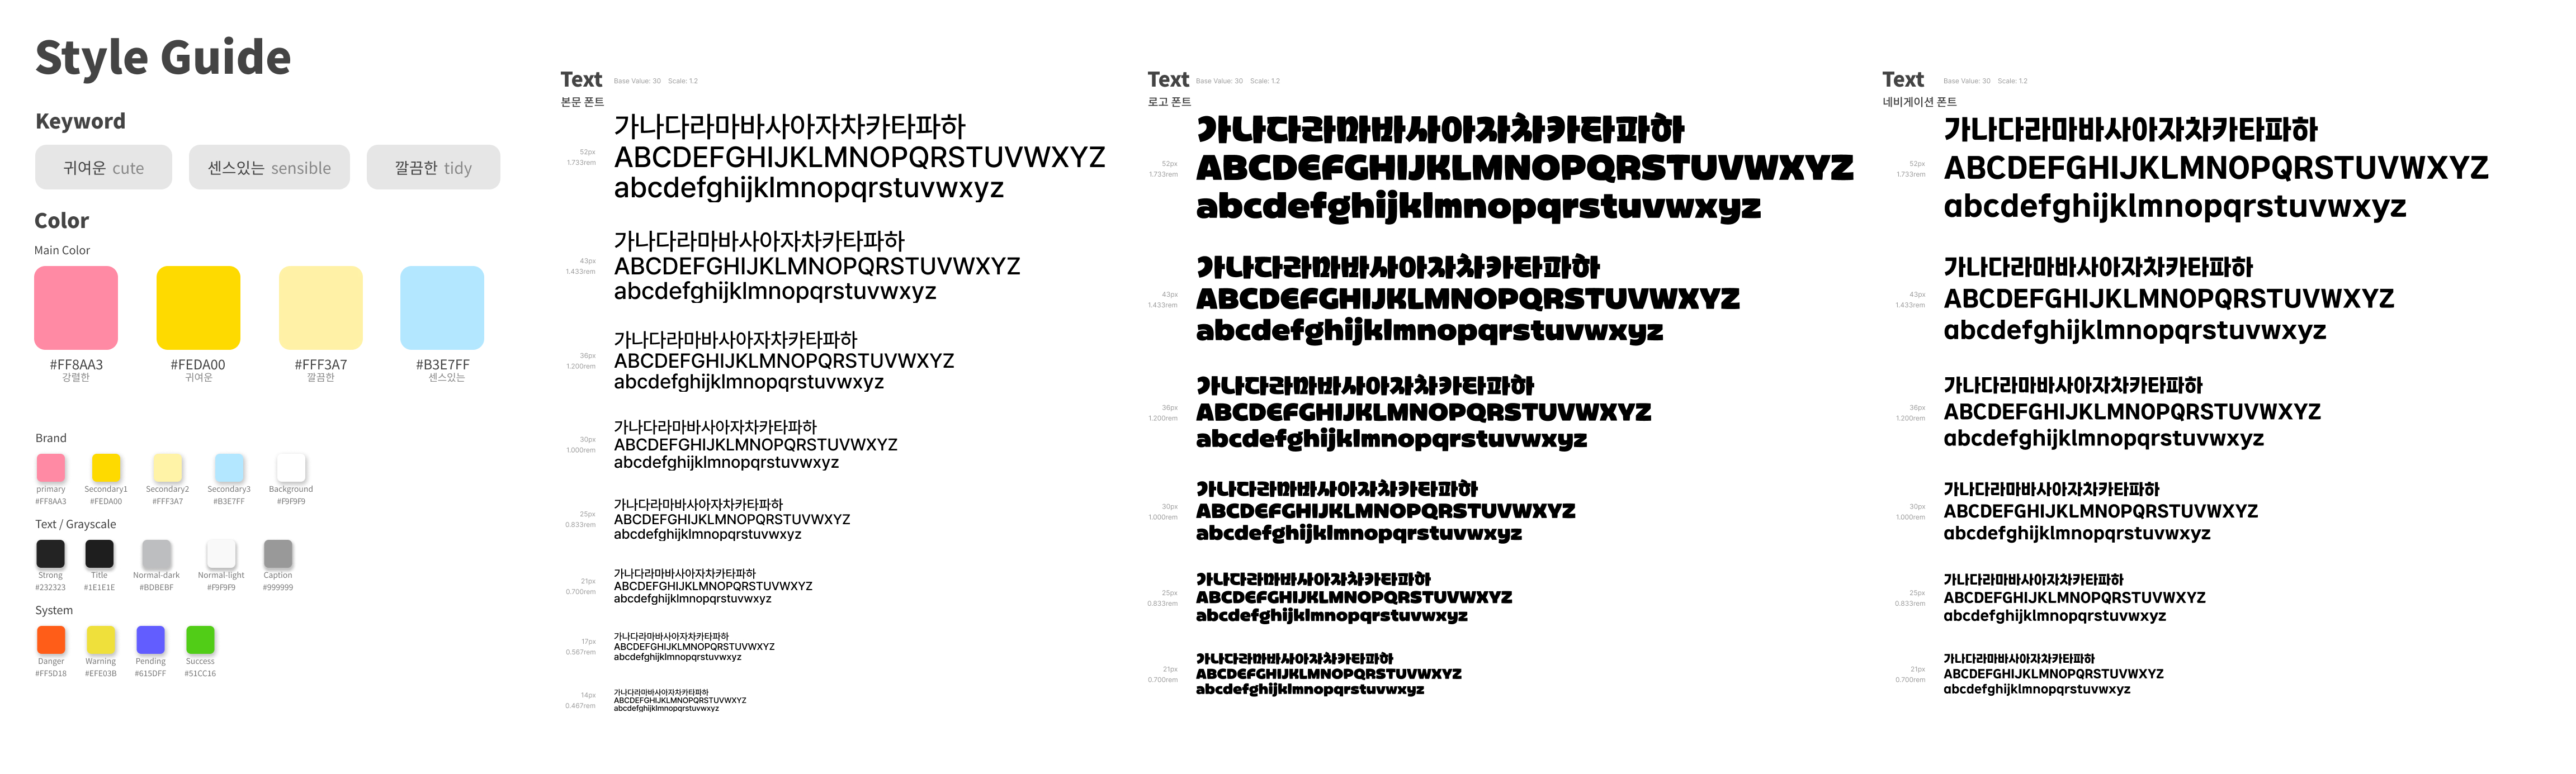 Style Guide
Keyword
귀여운 cute
센스있는 sensible
깔끔한 tidy
Color
Main Color
#FF8AA3
강렬한
#FEDA00
귀여운
#FFF3A7
깔끔한
#B3E7FF
센스있는
Brand
primary
#FF8AA3
Secondary1
#FEDA00
Secondary2
#FFF3A7
Secondary3
#B3E7FF
Background
#F9F9F9
Text / Grayscale
Strong
#232323
Title
#1E1E1E
Normal-dark
#BDBEBF
Normal-light
#F9F9F9
Caption
#999999
System
Danger
#FF5D18
Warning
#EFE03B
Pending
#615DFF
Success
#51CC16
Text Base Value: 30 Scale: 1.2
본문 폰트
52px
1.733rem
가나다라마바사아자차카타파하
ABCDEFGHIJKLMNOPQRSTUVWXYZ
abcdefghijklmnopqrstuvwxyz
43px
1.433rem
가나다라마바사아자차카타파하
ABCDEFGHIJKLMNOPQRSTUVWXYZ
abcdefghijklmnopqrstuvwxyz
36px
1.200rem
가나다라마바사아자차카타파하
ABCDEFGHIJKLMNOPQRSTUVWXYZ
abcdefghijklmnopqrstuvwxyz
30px
1.000rem
가나다라마바사아자차카타파하
ABCDEFGHIJKLMNOPQRSTUVWXYZ
abcdefghijklmnopqrstuvwxyz
25px
0.833rem
가나다라마바사아자차카타파하
ABCDEFGHIJKLMNOPQRSTUVWXYZ
abcdefghijklmnopqrstuvwxyz
21px
0.700rem
가나다라마바사아자차카타파하
ABCDEFGHIJKLMNOPQRSTUVWXYZ
abcdefghijklmnopqrstuvwxyz
17px
0.567rem
가나다라마바사아자차카타파하
ABCDEFGHIJKLMNOPQRSTUVWXYZ
abcdefghijklmnopqrstuvwxyz
14px
0.467rem
가나다라마바사아자차카타파하
ABCDEFGHIJKLMNOPQRSTUVWXYZ
abcdefghijklmnopqrstuvwxyz
Text Base Value: 30 Scale: 1.2
로고 폰트
52px
1.733rem
가나다라마바사아자차카타파하
ABCDEFGHIJKLMNOPQRSTUVWXYZ
abcdefghijklmnopqrstuvwxyz
43px
1.433rem
가나다라마바사아자차카타파하
ABCDEFGHIJKLMNOPQRSTUVWXYZ
abcdefghijklmnopqrstuvwxyz
36px
1.200rem
가나다라마바사아자차카타파하
ABCDEFGHIJKLMNOPQRSTUVWXYZ
abcdefghijklmnopqrstuvwxyz
30px
1.000rem
가나다라마바사아자차카타파하
ABCDEFGHIJKLMNOPQRSTUVWXYZ
abcdefghijklmnopqrstuvwxyz
25px
0.833rem
가나다라마바사아자차카타파하
ABCDEFGHIJKLMNOPQRSTUVWXYZ
abcdefghijklmnopqrstuvwxyz
21px
0.700rem
가나다라마바사아자차카타파하
ABCDEFGHIJKLMNOPQRSTUVWXYZ
abcdefghijklmnopqrstuvwxyz
Text Base Value: 30 Scale: 1.2
네비게이션 폰트
52px
1.733rem
가나다라마바사아자차카타파하
ABCDEFGHIJKLMNOPQRSTUVWXYZ
abcdefghijklmnopqrstuvwxyz
43px
1.433rem
가나다라마바사아자차카타파하
ABCDEFGHIJKLMNOPQRSTUVWXYZ
abcdefghijklmnopqrstuvwxyz
36px
1.200rem
가나다라마바사아자차카타파하
ABCDEFGHIJKLMNOPQRSTUVWXYZ
abcdefghijklmnopqrstuvwxyz
30px
1.000rem
가나다라마바사아자차카타파하
ABCDEFGHIJKLMNOPQRSTUVWXYZ
abcdefghijklmnopqrstuvwxyz
25px
0.833rem
가나다라마바사아자차카타파하
ABCDEFGHIJKLMNOPQRSTUVWXYZ
abcdefghijklmnopqrstuvwxyz
21px
0.700rem
가나다라마바사아자차카타파하
ABCDEFGHIJKLMNOPQRSTUVWXYZ
abcdefghijklmnopqrstuvwxyz